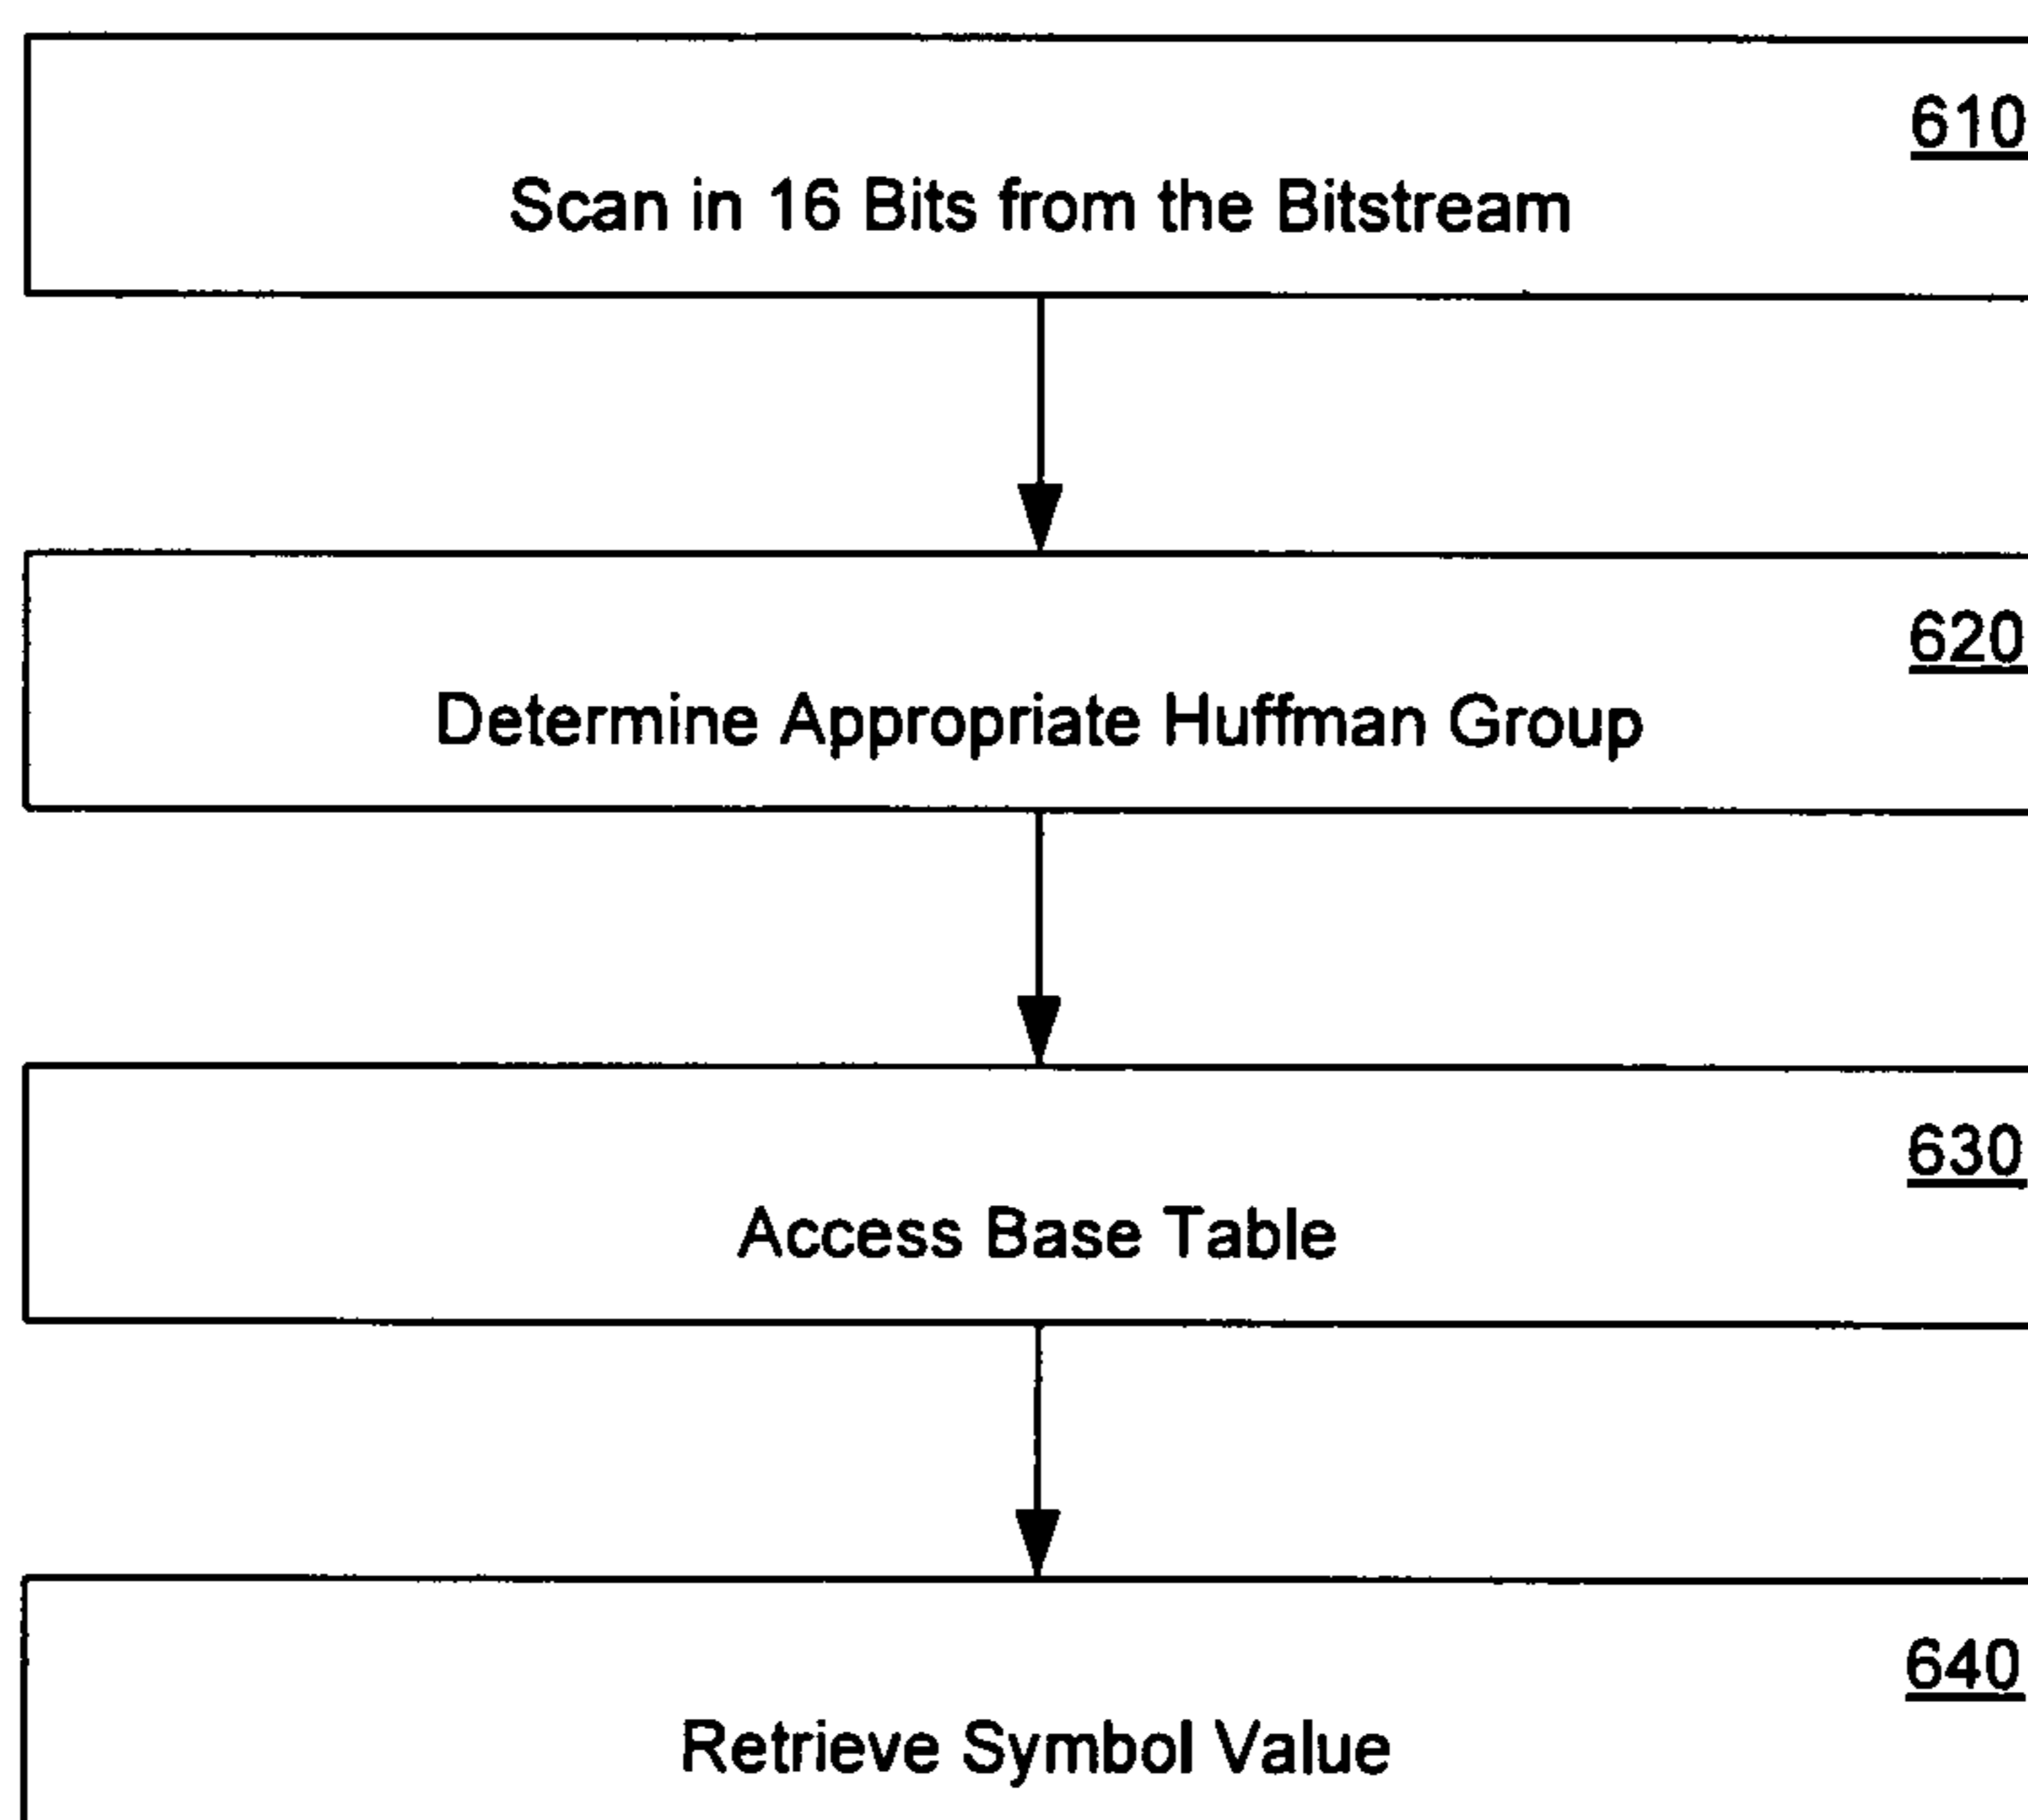 610
Scan in 16 Bits from the Bitstream
620
Determine Appropriate Huffman Group
630
Access Base Table
640
Retrieve Symbol Value